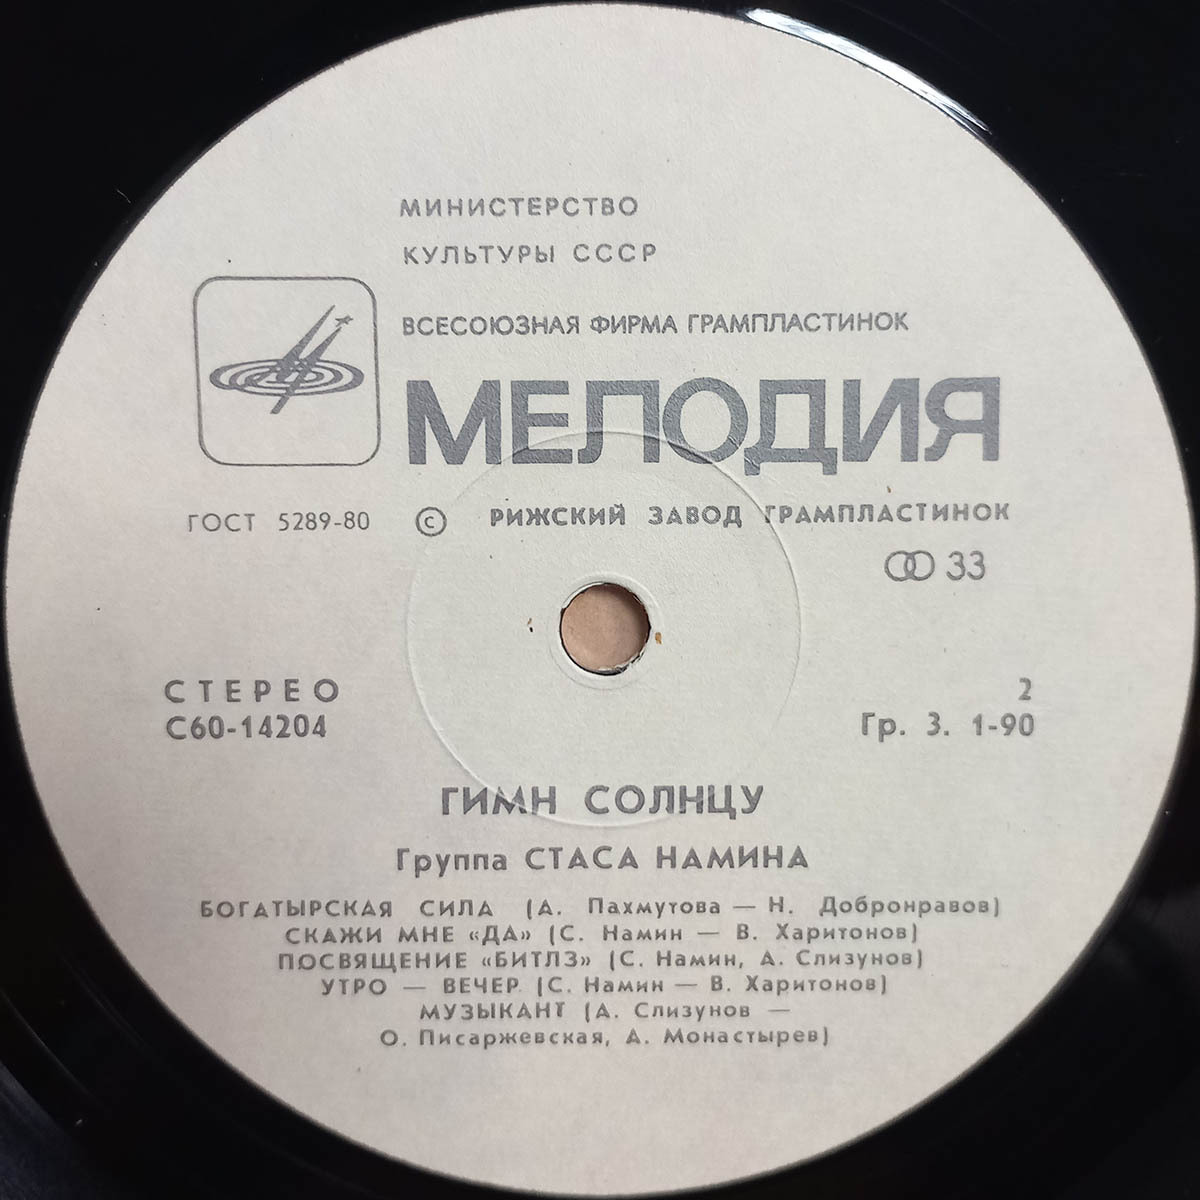 МИНИСТЕРСТВО
КУЛЬТУРЫ СССР
ВСЕСОЮЗНАЯ ФИРМА ГРАМПЛАСТИНОК
МЕЛОДИЯ
ГОСТ 5289-80 © РИЖСКИЙ ЗАВОД ГРАМПЛАСТИНОК
33
СТЕРЕО 2
С60-14204 Гр. 3. 1-90
ГИМН СОЛНЦУ
Группа СТАСА НАМИНА
БОГАТЫРСКАЯ СИЛА (А. Пахмутова — Н. Добронравов)
СКАЖИ МНЕ «ДА» (С. Намин — В. Харитонов)
ПОСВЯЩЕНИЕ «БИТЛЗ» (С. Намин, А. Слизунов)
УТРО — ВЕЧЕР (С. Намин — В. Харитонов)
МУЗЫКАНТ (А. Слизунов —
О. Писаржевская, А. Монастырев)